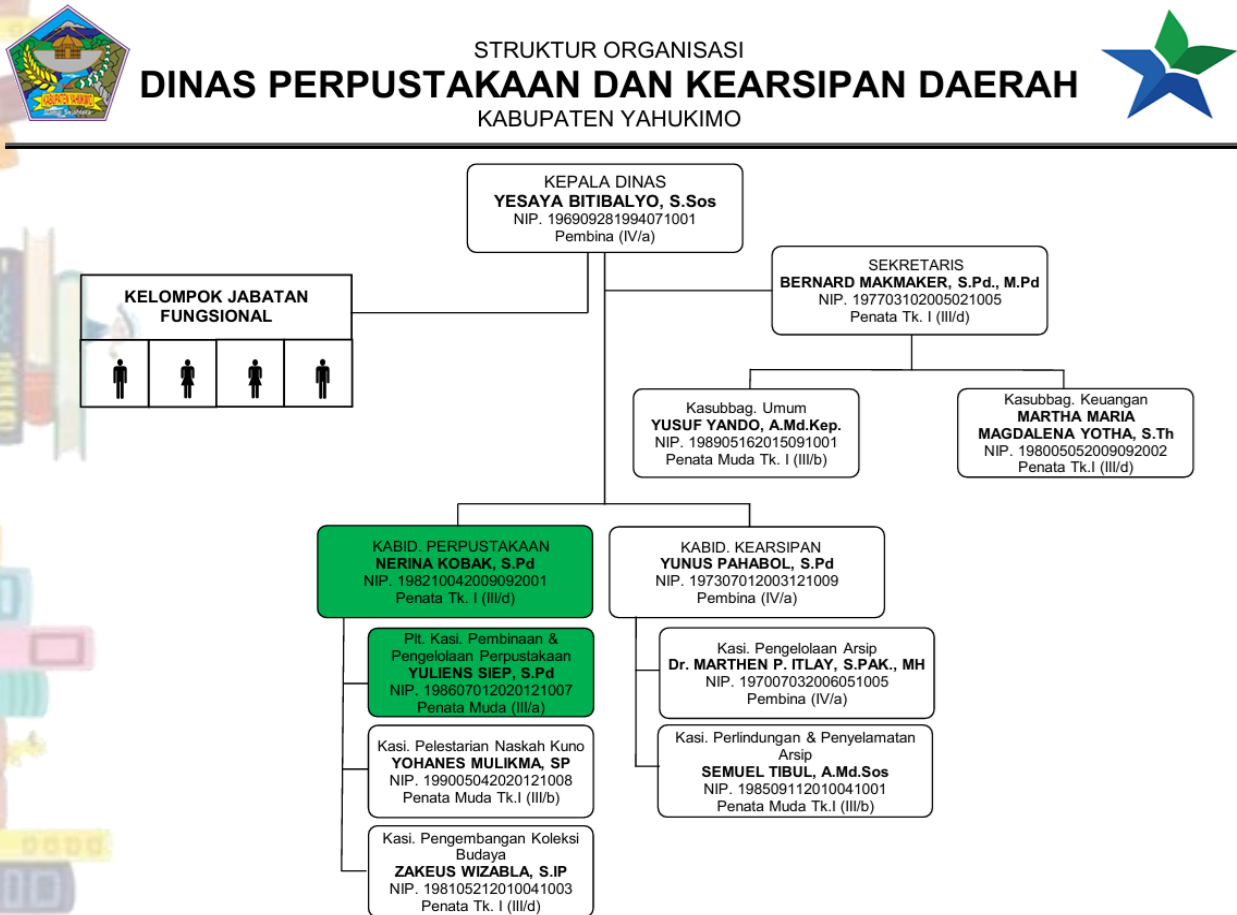 STRUKTUR ORGANISASI
DINAS PERPUSTAKAAN DAN KEARSIPAN DAERAH
KABUPATEN YAHUKIMO
KABUPATEN YAHUKIMO
KEPALA DINAS
YESAYA BITIBALYO, S.Sos
NIP. 196909281994071001
Pembina (IV/a)
SEKRETARIS
BERNARD MAKMAKER, S.Pd., M.Pd
NIP. 197703102005021005
Penata Tk. I (III/d)
KELOMPOK JABATAN
FUNGSIONAL
Kasubbag. Umum
YUSUF YANDO, A.Md.Kep.
NIP. 198905162015091001
Penata Muda Tk. I (III/b)
Kasubbag. Keuangan
MARTHA MARIA
MAGDALENA YOTHA, S.Th
NIP. 198005052009092002
Penata Tk.I (III/d)
KABID. PERPUSTAKAAN
NERINA KOBAK, S.Pd
NIP. 198210042009092001
Penata Tk. I (III/d)
Plt. Kasi. Pembinaan &
Pengelolaan Perpustakaan
YULIENS SIEP, S.Pd
NIP. 198607012020121007
Penata Muda (III/a)
Kasi. Pelestarian Naskah Kuno
YOHANES MULIKMA, SP
NIP. 199005042020121008
Penata Muda Tk.I (III/b)
Kasi. Pengembangan Koleksi
Budaya
ZAKEUS WIZABLA, S.IP
NIP. 198105212010041003
Penata Tk. I (III/d)
KABID. KEARSIPAN
YUNUS PAHABOL, S.Pd
NIP. 197307012003121009
Pembina (IV/a)
Kasi. Pengelolaan Arsip
Dr. MARTHEN P. ITLAY, S.PAK., MH
NIP. 197007032006051005
Pembina (IV/a)
Kasi. Perlindungan & Penyelamatan
Arsip
SEMUEL TIBUL, A.Md.Sos
NIP. 198509112010041001
Penata Muda Tk.I (III/b)